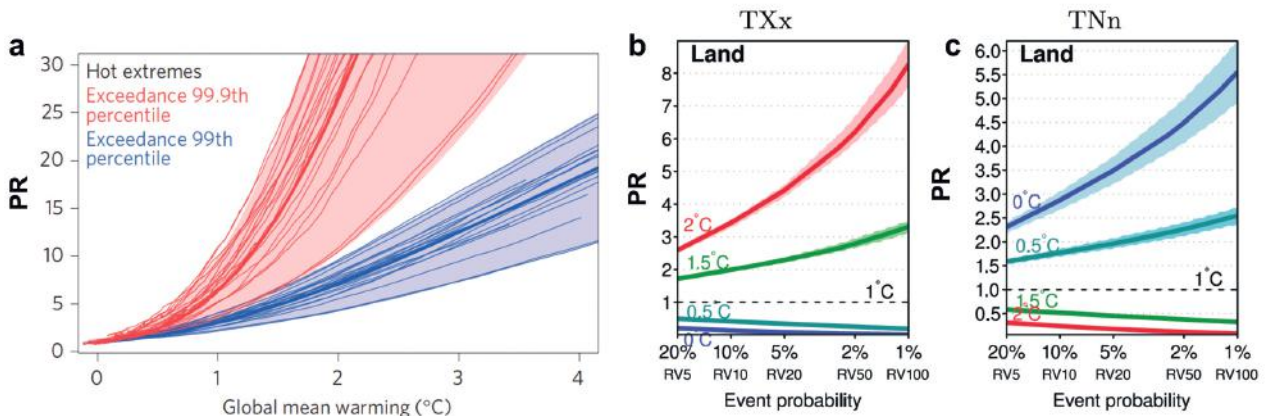 a
Hot extremes
Exceedance 99.9th
percentile
Exceedance 99th
percentile
PR
30
25
20
15
10
5
0
0 1 2 3 4
Global mean warming (°C)
TXx
b
Land
PR
8
7
6
5
4
3
2
1
2°C
1.5°C
1°C
0.5°C
0°C
20% 10% 5% 2% 1%
RV5 RV10 RV20 RV50 RV100
Event probability
TNn
c
Land
PR
6.0
5.5
5.0
4.5
4.0
3.5
3.0
2.5
2.0
1.5
1.0
0.5
0°C
0.5°C
1°C
1.5°C
2°C
20% 10% 5% 2% 1%
RV5 RV10 RV20 RV50 RV100
Event probability